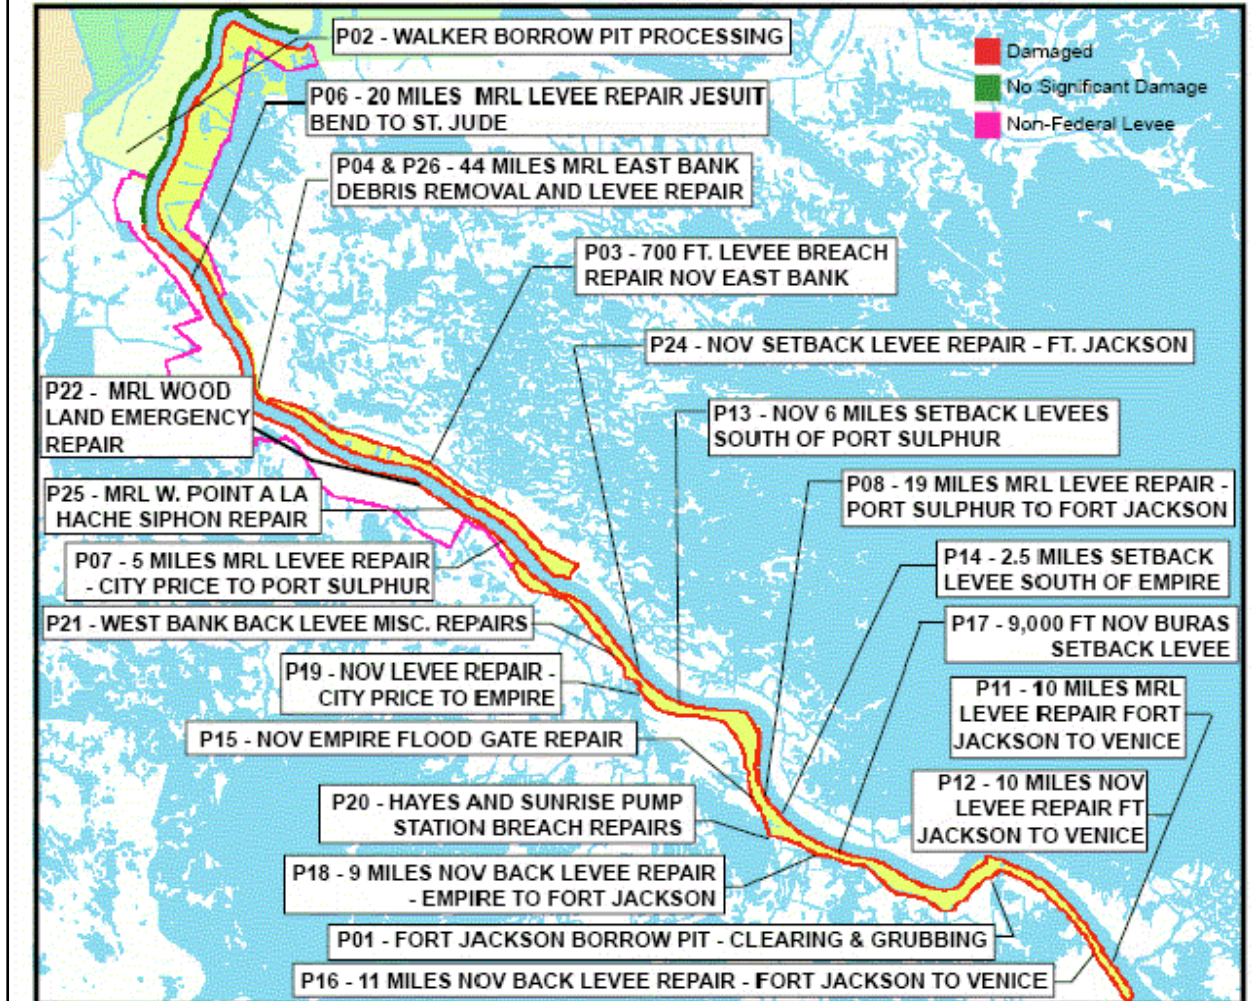 P02 - WALKER BORROW PIT PROCESSING
Damaged
No Significant Damage
Non-Federal Levee
P06 - 20 MILES MRL LEVEE REPAIR JESUIT
BEND TO ST. JUDE
P04 & P26 - 44 MILES MRL EAST BANK
DEBRIS REMOVAL AND LEVEE REPAIR
P03 - 700 FT. LEVEE BREACH
REPAIR NOV EAST BANK
P24 - NOV SETBACK LEVEE REPAIR - FT. JACKSON
P22 - MRL WOOD
LAND EMERGENCY
REPAIR
P13 - NOV 6 MILES SETBACK LEVEES
SOUTH OF PORT SULPHUR
P25 - MRL W. POINT A LA
HACHE SIPHON REPAIR
P08 - 19 MILES MRL LEVEE REPAIR -
PORT SULPHUR TO FORT JACKSON
P07 - 5 MILES MRL LEVEE REPAIR
- CITY PRICE TO PORT SULPHUR
P14 - 2.5 MILES SETBACK
LEVEE SOUTH OF EMPIRE
P21 - WEST BANK BACK LEVEE MISC. REPAIRS
P17 - 9,000 FT NOV BURAS
SETBACK LEVEE
P19 - NOV LEVEE REPAIR -
CITY PRICE TO EMPIRE
P11 - 10 MILES MRL
LEVEE REPAIR FORT
JACKSON TO VENICE
P15 - NOV EMPIRE FLOOD GATE REPAIR
P12 - 10 MILES NOV
LEVEE REPAIR FT
JACKSON TO VENICE
P20 - HAYES AND SUNRISE PUMP
STATION BREACH REPAIRS
P18 - 9 MILES NOV BACK LEVEE REPAIR
- EMPIRE TO FORT JACKSON
P01 - FORT JACKSON BORROW PIT - CLEARING & GRUBBING
P16 - 11 MILES NOV BACK LEVEE REPAIR - FORT JACKSON TO VENICE